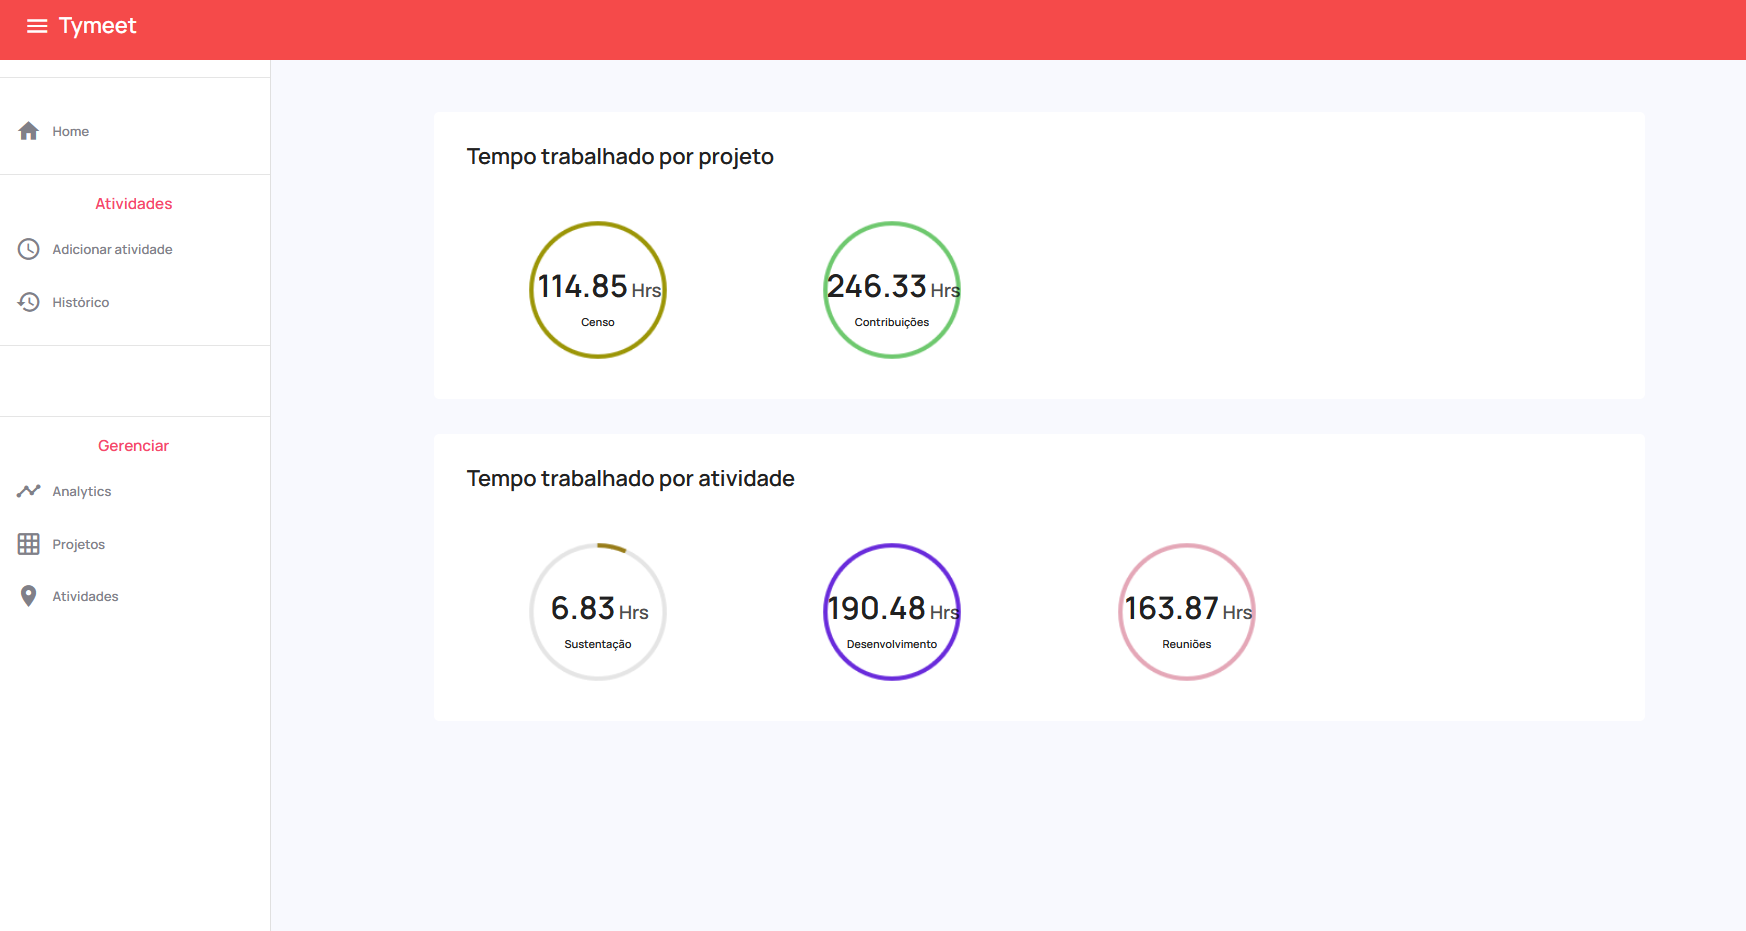 Tymeet
Home
Atividades
Adicionar atividade
Histórico
Gerenciar
Analytics
Projetos
Atividades
Tempo trabalhado por projeto
114.85 Hrs
Censo
246.33 Hrs
Contribuições
Tempo trabalhado por atividade
6.83 Hrs
Sustentação
190.48 Hrs
Desenvolvimento
163.87 Hrs
Reuniões